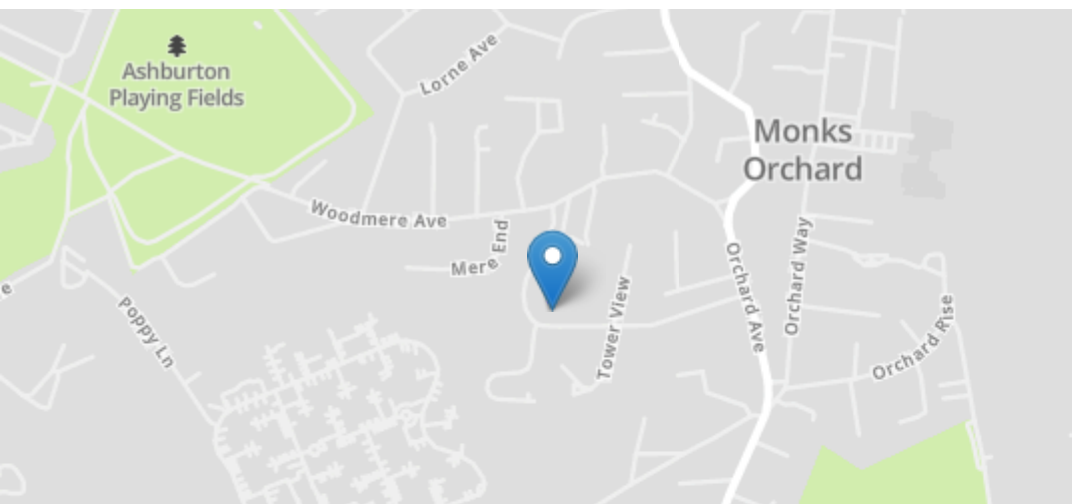 Ashburton
Playing Fields
Lorne Ave
Monks
Orchard
Woodmere Ave
Mere End
Tower View
Orchard Ave
Orchard Way
Orchard Rise
Poppy Ln
e